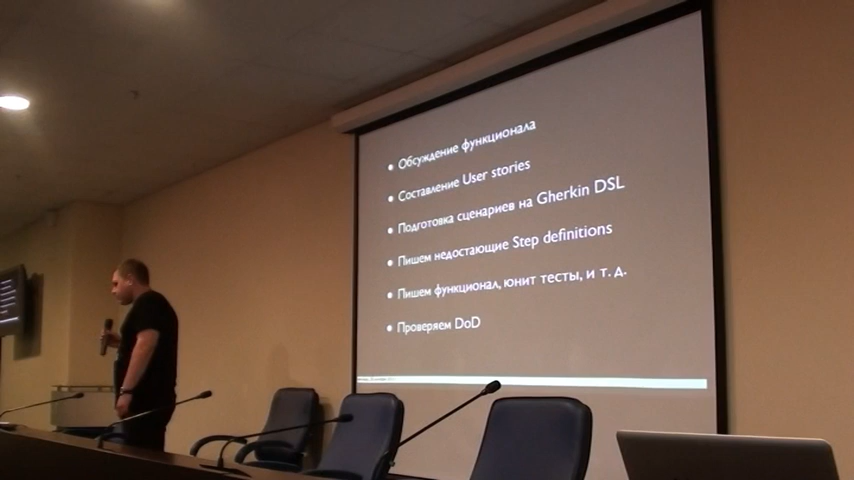 Обсуждение функционала
Составление User stories
Подготовка сценариев на Gherkin DSL
Пишем недостающие Step definitions
Пишем функционал, юнит тесты, и т. д.
Проверяем DoD